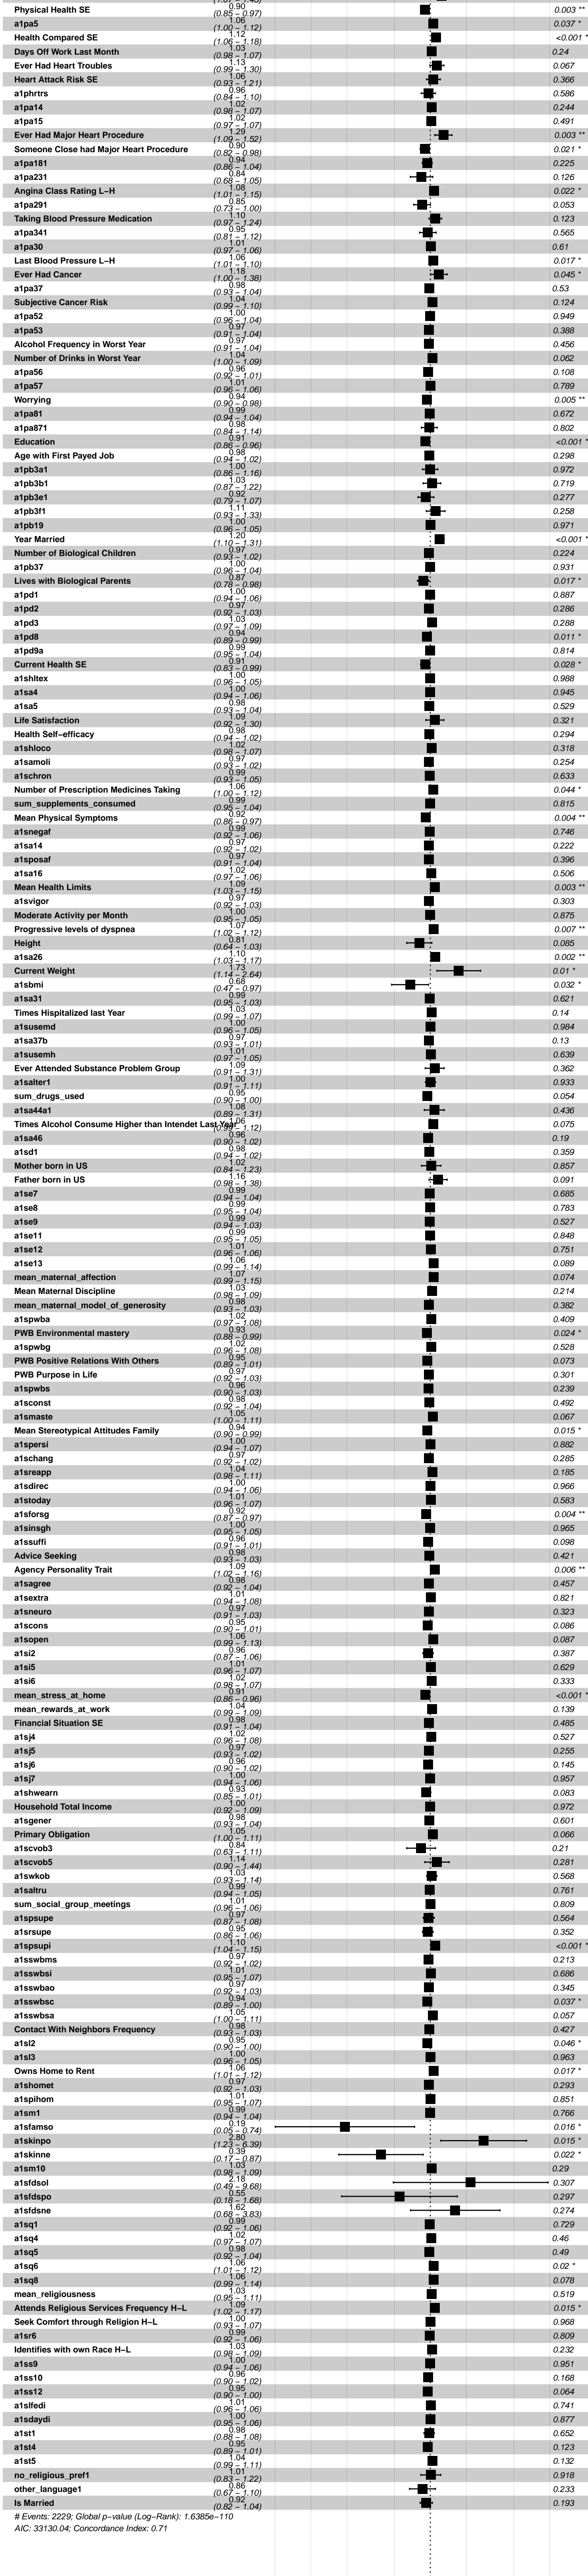 Physical Health SE 0.90 (0.85 – 0.97) 0.003 **
a1pa5 1.06 (1.00 – 1.12) 0.037 *
Health Compared SE 1.12 (1.06 – 1.18) <0.001 *
Days Off Work Last Month 1.03 (0.98 – 1.07) 0.24
Ever Had Heart Troubles 1.13 (0.99 – 1.30) 0.067
Heart Attack Risk SE 1.06 (0.93 – 1.21) 0.366
a1phrtrs 0.96 (0.84 – 1.10) 0.586
a1pa14 1.02 (0.98 – 1.07) 0.244
a1pa15 1.02 (0.97 – 1.07) 0.491
Ever Had Major Heart Procedure 1.29 (1.09 – 1.52) 0.003 **
Someone Close had Major Heart Procedure 0.90 (0.82 – 0.98) 0.021 *
a1pa181 0.94 (0.86 – 1.04) 0.225
a1pa231 0.84 (0.68 – 1.05) 0.126
Angina Class Rating L−H 1.08 (1.01 – 1.15) 0.022 *
a1pa291 0.85 (0.73 – 1.00) 0.053
Taking Blood Pressure Medication 1.10 (0.97 – 1.24) 0.123
a1pa341 0.95 (0.81 – 1.12) 0.565
a1pa30 1.01 (0.97 – 1.06) 0.61
Last Blood Pressure L−H 1.06 (1.01 – 1.10) 0.017 *
Ever Had Cancer 1.18 (1.00 – 1.38) 0.045 *
a1pa37 0.98 (0.93 – 1.04) 0.53
Subjective Cancer Risk 1.04 (0.99 – 1.10) 0.124
a1pa52 1.00 (0.96 – 1.04) 0.949
a1pa53 0.97 (0.91 – 1.04) 0.388
Alcohol Frequency in Worst Year 0.97 (0.91 – 1.04) 0.456
Number of Drinks in Worst Year 1.04 (1.00 – 1.09) 0.062
a1pa56 0.96 (0.92 – 1.01) 0.108
a1pa57 1.01 (0.96 – 1.06) 0.789
Worrying 0.94 (0.90 – 0.98) 0.005 **
a1pa81 0.99 (0.94 – 1.04) 0.672
a1pa871 0.98 (0.84 – 1.14) 0.802
Education 0.91 (0.86 – 0.96) <0.001 *
Age with First Payed Job 0.98 (0.94 – 1.02) 0.298
a1pb3a1 1.00 (0.86 – 1.16) 0.972
a1pb3b1 1.03 (0.87 – 1.22) 0.719
a1pb3e1 0.92 (0.79 – 1.07) 0.277
a1pb3f1 1.11 (0.93 – 1.33) 0.258
a1pb19 1.00 (0.96 – 1.05) 0.971
Year Married 1.20 (1.10 – 1.31) <0.001 *
Number of Biological Children 0.97 (0.93 – 1.02) 0.224
a1pb37 1.00 (0.96 – 1.04) 0.931
Lives with Biological Parents 0.87 (0.78 – 0.98) 0.017 *
a1pd1 1.00 (0.94 – 1.06) 0.887
a1pd2 0.97 (0.92 – 1.03) 0.286
a1pd3 1.03 (0.97 – 1.09) 0.288
a1pd8 0.94 (0.89 – 0.99) 0.011 *
a1pd9a 0.99 (0.95 – 1.04) 0.814
Current Health SE 0.91 (0.83 – 0.99) 0.028 *
a1shltex 1.00 (0.96 – 1.05) 0.988
a1sa4 1.00 (0.94 – 1.06) 0.945
a1sa5 0.98 (0.93 – 1.04) 0.529
Life Satisfaction 1.09 (0.92 – 1.30) 0.321
Health Self−efficacy 0.98 (0.94 – 1.02) 0.294
a1shloco 1.02 (0.98 – 1.07) 0.318
a1samoli 0.97 (0.93 – 1.02) 0.254
a1schron 0.99 (0.93 – 1.05) 0.633
Number of Prescription Medicines Taking 1.06 (1.00 – 1.12) 0.044 *
sum_supplements_consumed 0.99 (0.95 – 1.04) 0.815
Mean Physical Symptoms 0.92 (0.86 – 0.97) 0.004 **
a1snegaf 0.99 (0.92 – 1.06) 0.746
a1sa14 0.97 (0.92 – 1.02) 0.222
a1sposaf 0.97 (0.91 – 1.04) 0.396
a1sa16 1.02 (0.97 – 1.06) 0.506
Mean Health Limits 1.09 (1.03 – 1.15) 0.003 **
a1svigor 0.97 (0.92 – 1.03) 0.303
Moderate Activity per Month 1.00 (0.95 – 1.05) 0.875
Progressive levels of dyspnea 1.07 (1.02 – 1.12) 0.007 **
Height 0.81 (0.64 – 1.03) 0.085
a1sa26 1.10 (1.03 – 1.17) 0.002 **
Current Weight 1.73 (1.14 – 2.64) 0.01 *
a1sbmi 0.68 (0.47 – 0.97) 0.032 *
a1sa31 0.99 (0.95 – 1.03) 0.621
Times Hispitalized last Year 1.03 (0.99 – 1.07) 0.14
a1susemd 1.00 (0.96 – 1.05) 0.984
a1sa37b 0.97 (0.93 – 1.01) 0.13
a1susemh 1.01 (0.97 – 1.05) 0.639
Ever Attended Substance Problem Group 1.09 (0.91 – 1.31) 0.362
a1salter1 1.00 (0.91 – 1.11) 0.933
sum_drugs_used 0.95 (0.90 – 1.00) 0.054
a1sa44a1 1.08 (0.89 – 1.31) 0.436
Times Alcohol Consume Higher than Intendet Last Year 1.06 (0.99 – 1.12) 0.075
a1sa46 0.96 (0.90 – 1.02) 0.19
a1sd1 0.98 (0.94 – 1.02) 0.359
Mother born in US 1.02 (0.84 – 1.23) 0.857
Father born in US 1.16 (0.98 – 1.38) 0.091
a1se7 0.99 (0.94 – 1.04) 0.685
a1se8 0.99 (0.95 – 1.04) 0.783
a1se9 0.99 (0.94 – 1.03) 0.527
a1se11 0.99 (0.95 – 1.05) 0.848
a1se12 1.01 (0.96 – 1.06) 0.751
a1se13 1.06 (0.99 – 1.14) 0.089
mean_maternal_affection 1.07 (0.99 – 1.15) 0.074
Mean Maternal Discipline 1.03 (0.98 – 1.09) 0.214
mean_maternal_model_of_generosity 0.98 (0.93 – 1.03) 0.382
a1spwba 1.02 (0.97 – 1.08) 0.409
PWB Environmental mastery 0.93 (0.88 – 0.99) 0.024 *
a1spwbg 1.02 (0.96 – 1.08) 0.528
PWB Positive Relations With Others 0.95 (0.89 – 1.01) 0.073
PWB Purpose in Life 0.97 (0.92 – 1.03) 0.301
a1spwbs 0.96 (0.90 – 1.03) 0.239
a1sconst 0.98 (0.92 – 1.04) 0.492
a1smaste 1.05 (1.00 – 1.11) 0.067
Mean Stereotypical Attitudes Family 0.94 (0.90 – 0.99) 0.015 *
a1spersi 1.00 (0.94 – 1.07) 0.882
a1schang 0.97 (0.92 – 1.02) 0.285
a1sreapp 1.04 (0.98 – 1.11) 0.185
a1sdirec 1.00 (0.94 – 1.06) 0.966
a1stoday 1.01 (0.96 – 1.07) 0.583
a1sforsg 0.92 (0.87 – 0.97) 0.004 **
a1sinsgh 1.00 (0.95 – 1.05) 0.965
a1ssuffi 0.96 (0.91 – 1.01) 0.098
Advice Seeking 0.98 (0.93 – 1.03) 0.421
Agency Personality Trait 1.09 (1.02 – 1.16) 0.006 **
a1sagree 0.98 (0.92 – 1.04) 0.457
a1sextra 1.01 (0.94 – 1.08) 0.821
a1sneuro 0.97 (0.91 – 1.03) 0.323
a1scons 0.95 (0.90 – 1.01) 0.086
a1sopen 1.06 (0.99 – 1.13) 0.087
a1si2 0.96 (0.87 – 1.06) 0.387
a1si5 1.01 (0.96 – 1.07) 0.629
a1si6 1.02 (0.98 – 1.07) 0.333
mean_stress_at_home 0.91 (0.86 – 0.96) <0.001 *
mean_rewards_at_work 1.04 (0.99 – 1.09) 0.139
Financial Situation SE 0.98 (0.91 – 1.04) 0.485
a1sj4 1.02 (0.96 – 1.08) 0.527
a1sj5 0.97 (0.93 – 1.02) 0.255
a1sj6 0.96 (0.90 – 1.02) 0.145
a1sj7 1.00 (0.94 – 1.06) 0.957
a1shwearn 0.93 (0.85 – 1.01) 0.083
Household Total Income 1.00 (0.92 – 1.09) 0.972
a1sgener 0.98 (0.93 – 1.04) 0.601
Primary Obligation 1.05 (1.00 – 1.11) 0.066
a1scvob3 0.84 (0.63 – 1.11) 0.21
a1scvob5 1.14 (0.90 – 1.44) 0.281
a1swkob 1.03 (0.93 – 1.14) 0.568
a1saltru 0.99 (0.94 – 1.05) 0.761
sum_social_group_meetings 1.01 (0.96 – 1.06) 0.809
a1spsupe 0.97 (0.87 – 1.08) 0.564
a1srsupe 0.95 (0.86 – 1.06) 0.352
a1spsupi 1.10 (1.04 – 1.15) <0.001 *
a1sswbms 0.97 (0.92 – 1.02) 0.213
a1sswbsi 1.01 (0.95 – 1.07) 0.686
a1sswbao 0.97 (0.92 – 1.03) 0.345
a1sswbsc 0.94 (0.89 – 1.00) 0.037 *
a1sswbsa 1.05 (1.00 – 1.11) 0.057
Contact With Neighbors Frequency 0.98 (0.93 – 1.03) 0.427
a1sl2 0.95 (0.90 – 1.00) 0.046 *
a1sl3 1.00 (0.96 – 1.05) 0.963
Owns Home to Rent 1.06 (1.01 – 1.12) 0.017 *
a1shomet 0.97 (0.92 – 1.03) 0.293
a1spihom 1.01 (0.95 – 1.07) 0.851
a1sm1 0.99 (0.94 – 1.04) 0.766
a1sfamso 0.19 (0.05 – 0.74) 0.016 *
a1skinpo 2.80 (1.23 – 6.39) 0.015 *
a1skinne 0.39 (0.17 – 0.87) 0.022 *
a1sm10 1.03 (0.98 – 1.09) 0.29
a1sfdsol 2.18 (0.49 – 9.68) 0.307
a1sfdspo 0.55 (0.18 – 1.68) 0.297
a1sfdsne 1.62 (0.68 – 3.83) 0.274
a1sq1 0.99 (0.92 – 1.06) 0.729
a1sq4 1.02 (0.97 – 1.07) 0.46
a1sq5 0.98 (0.92 – 1.04) 0.49
a1sq6 1.06 (1.01 – 1.12) 0.02 *
a1sq8 1.06 (0.99 – 1.14) 0.078
mean_religiousness 1.03 (0.95 – 1.11) 0.519
Attends Religious Services Frequency H−L 1.09 (1.02 – 1.17) 0.015 *
Seek Comfort through Religion H−L 1.00 (0.93 – 1.07) 0.968
a1sr6 0.99 (0.92 – 1.06) 0.809
Identifies with own Race H−L 1.03 (0.98 – 1.09) 0.232
a1ss9 1.00 (0.94 – 1.06) 0.951
a1ss10 0.96 (0.90 – 1.02) 0.168
a1ss12 0.95 (0.90 – 1.00) 0.064
a1slfedi 1.01 (0.96 – 1.06) 0.741
a1sdaydi 1.00 (0.95 – 1.06) 0.877
a1st1 0.98 (0.88 – 1.08) 0.652
a1st4 0.95 (0.89 – 1.01) 0.123
a1st5 1.04 (0.99 – 1.11) 0.132
no_religious_pref1 1.01 (0.83 – 1.22) 0.918
other_language1 0.86 (0.67 – 1.10) 0.233
Is Married 0.92 (0.82 – 1.04) 0.193
# Events: 2229; Global p−value (Log−Rank): 1.6385e−110
AIC: 33130.04; Concordance Index: 0.71